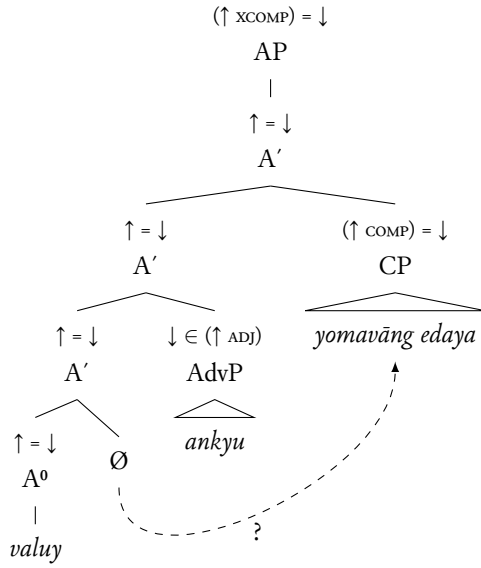 (↑ XCOMP) = ↓
AP
↑ = ↓
A′
↑ = ↓ (↑ COMP) = ↓
A′ CP
↑ = ↓ ↓ ∈ (↑ ADJ) yomavāng edaya
A′ AdvP
↑ = ↓ Ø ankyu
A⁰
?
valuy